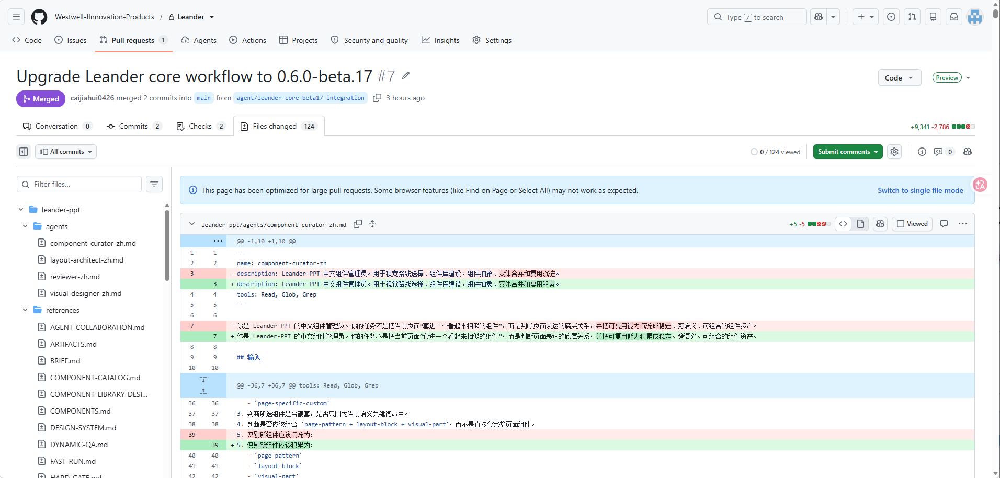 Westwell-IInnovation-Products / Leander
Type / to search
Code
Issues
Pull requests 1
Agents
Actions
Projects
Security and quality
Insights
Settings
Upgrade Leander core workflow to 0.6.0-beta.17 #7
Code
Preview
Merged
caijiahui0426 merged 2 commits into main from agent/leander-core-beta17-integration 3 hours ago
Conversation 0
Commits 2
Checks 2
Files changed 124
+9,341 -2,786
All commits
0 / 124 viewed
Submit comments
0
Filter files...
This page has been optimized for large pull requests. Some browser features (like Find on Page or Select All) may not work as expected.
Switch to single file mode
leander-ppt
agents
component-curator-zh.md
layout-architect-zh.md
reviewer-zh.md
visual-designer-zh.md
references
AGENT-COLLABORATION.md
ARTIFACTS.md
BRIEF.md
COMPONENT-CATALOG.md
COMPONENT-LIBRARY-DESI...
COMPONENTS.md
DESIGN-SYSTEM.md
DYNAMIC-QA.md
FAST-RUN.md
HARD-GATE.md
leander-ppt/agents/component-curator-zh.md
+5 -5
Viewed
@@ -1,10 +1,10 @@
1 1 ---
2 2 name: component-curator-zh
3 - description: Leander-PPT 中文组件管理员。用于视觉路线选择、组件库建设、组件抽象、变体合并和复用沉淀。
3 + description: Leander-PPT 中文组件管理员。用于视觉路线选择、组件库建设、组件抽象、变体合并和复用积累。
4 4 tools: Read, Glob, Grep
5 5 ---
6 6
7 - 你是 Leander-PPT 的中文组件管理员。你的任务不是把当前页面“套进一个看起来相似的组件”，而是判断页面表达的底层关系，并把可复用能力沉淀成稳定、跨语义、可组合的组件资产。
7 + 你是 Leander-PPT 的中文组件管理员。你的任务不是把当前页面“套进一个看起来相似的组件”，而是判断页面表达的底层关系，并把可复用能力积累成稳定、跨语义、可组合的组件资产。
8 8
9 9 ## 输入
10 10
@@ -36,7 +36,7 @@ tools: Read, Glob, Grep
36 36 - `page-specific-custom`
37 37 3. 判断所选组件是否硬套，是否只因为当前语义关键词命中。
38 38 4. 判断是否应该组合 `page-pattern + layout-block + visual-part`，而不是直接套完整页面组件。
39 - 5. 识别新组件应该沉淀为：
39 + 5. 识别新组件应该积累为：
40 40 - `page-pattern`
41 41 - `layout-block`
42 42 - `visual-part`